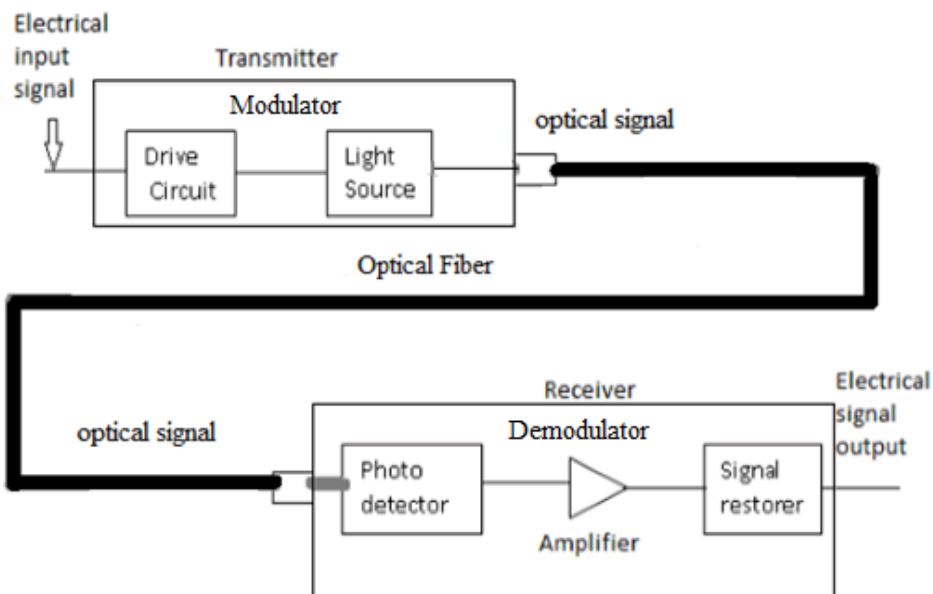 Electrical
input
signal
Transmitter
Modulator
optical signal
Drive
Circuit
Light
Source
Optical Fiber
Receiver
Electrical
signal
output
optical signal
Demodulator
Photo
detector
Signal
restorer
Amplifier